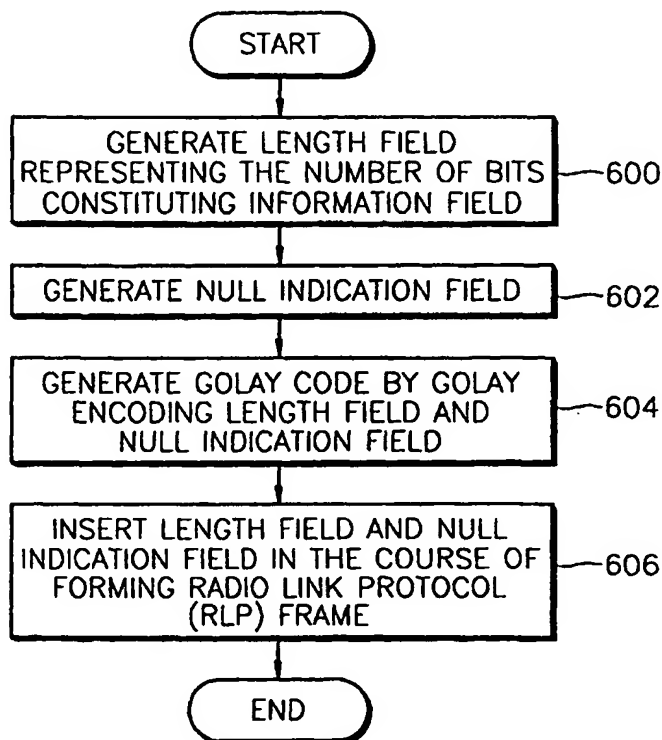 START
GENERATE LENGTH FIELD
REPRESENTING THE NUMBER OF BITS
CONSTITUTING INFORMATION FIELD
600
GENERATE NULL INDICATION FIELD
602
GENERATE GOLAY CODE BY GOLAY
ENCODING LENGTH FIELD AND
NULL INDICATION FIELD
604
INSERT LENGTH FIELD AND NULL
INDICATION FIELD IN THE COURSE OF
FORMING RADIO LINK PROTOCOL
(RLP) FRAME
606
END